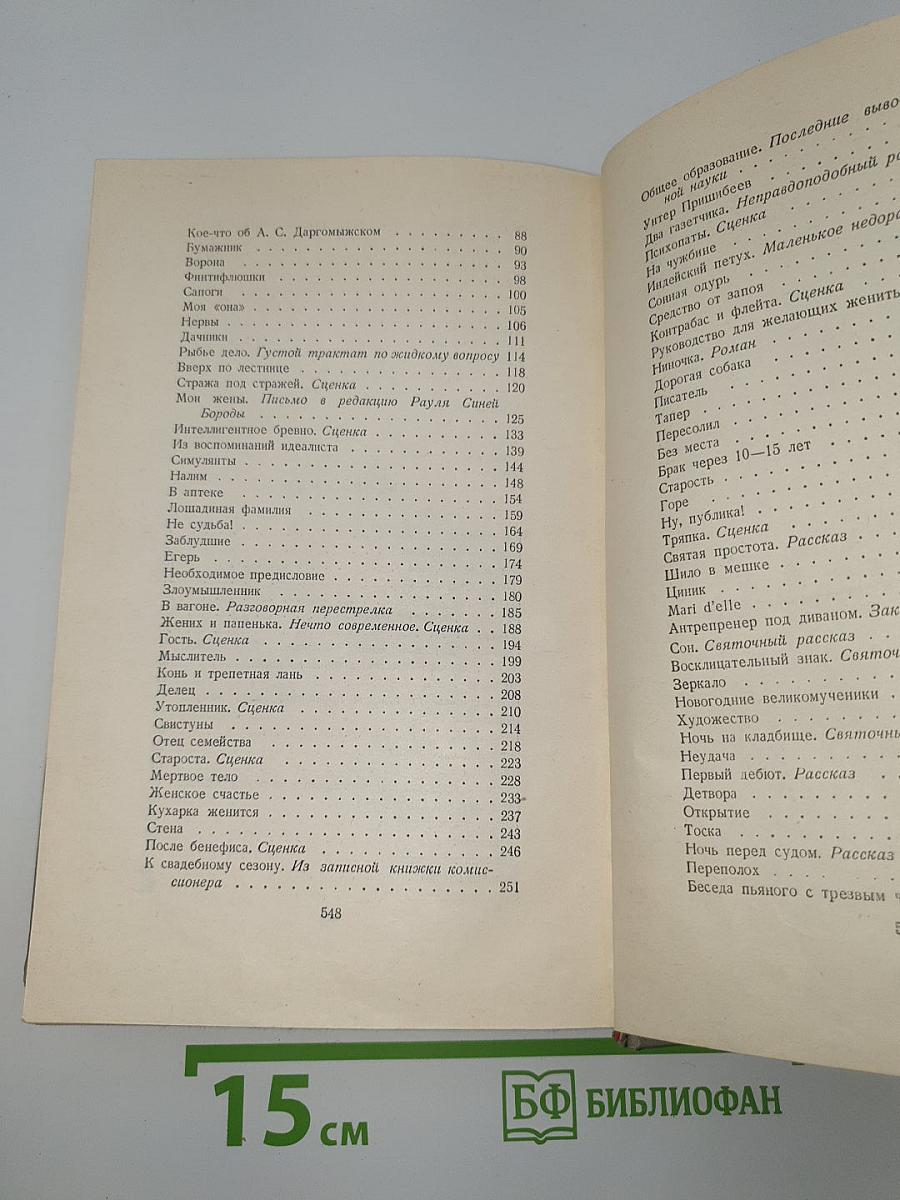 Кое-что об А. С. Даргомыжском . . . . . . . . 88
Бумажник . . . . . . . . . . . . . . . . 90
Ворона . . . . . . . . . . . . . . . . 93
Финтифлюшки . . . . . . . . . . . . . . 98
Сапоги . . . . . . . . . . . . . . . . 100
Моя «она» . . . . . . . . . . . . . . . 105
Нервы . . . . . . . . . . . . . . . . . 106
Дачники . . . . . . . . . . . . . . . . 111
Рыбье дело. Густой трактат по жидкому вопросу 114
Вверх по лестнице . . . . . . . . . . . . 118
Стража под стражей. Сценка . . . . . . . . 120
Мои жены. Письмо в редакцию Рауля Синей
Бороды . . . . . . . . . . . . . . . 125
Интеллигентное бревно. Сценка . . . . . . . 133
Из воспоминаний идеалиста . . . . . . . . 139
Симулянты . . . . . . . . . . . . . . . 144
Налим . . . . . . . . . . . . . . . . . 148
В аптеке . . . . . . . . . . . . . . . . 154
Лошадиная фамилия . . . . . . . . . . . 159
Не судьба! . . . . . . . . . . . . . . . 164
Заблудшие . . . . . . . . . . . . . . . 169
Егерь . . . . . . . . . . . . . . . . . 174
Необходимое предисловие . . . . . . . . . 179
Злоумышленник . . . . . . . . . . . . . 180
В вагоне. Разговорная перестрелка . . . . . . 185
Жених и папенька. Нечто современное. Сценка . . 188
Гость. Сценка . . . . . . . . . . . . . . 194
Мыслитель . . . . . . . . . . . . . . . 199
Конь и трепетная лань . . . . . . . . . . 203
Делец . . . . . . . . . . . . . . . . . 208
Утопленник. Сценка . . . . . . . . . . . 210
Свистуны . . . . . . . . . . . . . . . . 214
Отец семейства . . . . . . . . . . . . . 218
Староста. Сценка . . . . . . . . . . . . 223
Мертвое тело . . . . . . . . . . . . . . 228
Женское счастье . . . . . . . . . . . . . 233
Кухарка женится . . . . . . . . . . . . . 237
Стена . . . . . . . . . . . . . . . . . 243
После бенефиса. Сценка . . . . . . . . . . 246
К свадебному сезону. Из записной книжки комис-
сионера . . . . . . . . . . . . . . . 251
548
Общее образование. Последние выво
ной науки . . . . . . .
Унтер Пришибеев . . . . . .
Два газетчика. Неправдоподобный ра
Психопаты. Сценка . . . . .
На чужбине . . . . . . .
Индейский петух. Маленькое недора
Сонная одурь . . . . . . .
Средство от запоя . . . . . .
Контрабас и флейта. Сценка . . .
Руководство для желающих женить
Ниночка. Роман . . . . . .
Дорогая собака . . . . . .
Писатель . . . . . . . .
Тапер . . . . . . . . .
Пересолил . . . . . . . .
Без места . . . . . . . .
Брак через 10—15 лет . . . .
Старость . . . . . . . .
Горе . . . . . . . . . .
Ну, публика! . . . . . . .
Тряпка. Сценка . . . . . .
Святая простота. Рассказ . . .
Шило в мешке . . . . . . .
Циник . . . . . . . . .
Mari d'elle . . . . . . . .
Антрепренер под диваном. Зак
Сон. Святочный рассказ . . .
Восклицательный знак. Святоч
Зеркало . . . . . . . .
Новогодние великомученики .
Художество . . . . . . .
Ночь на кладбище. Святочны
Неудача . . . . . . . .
Первый дебют. Рассказ . .
Детвора . . . . . . . .
Открытие . . . . . . .
Тоска . . . . . . . .
Ночь перед судом. Рассказ
Переполох . . . . . . .
Беседа пьяного с трезвым ч
5
15 см
БФ БИБЛИОФАН